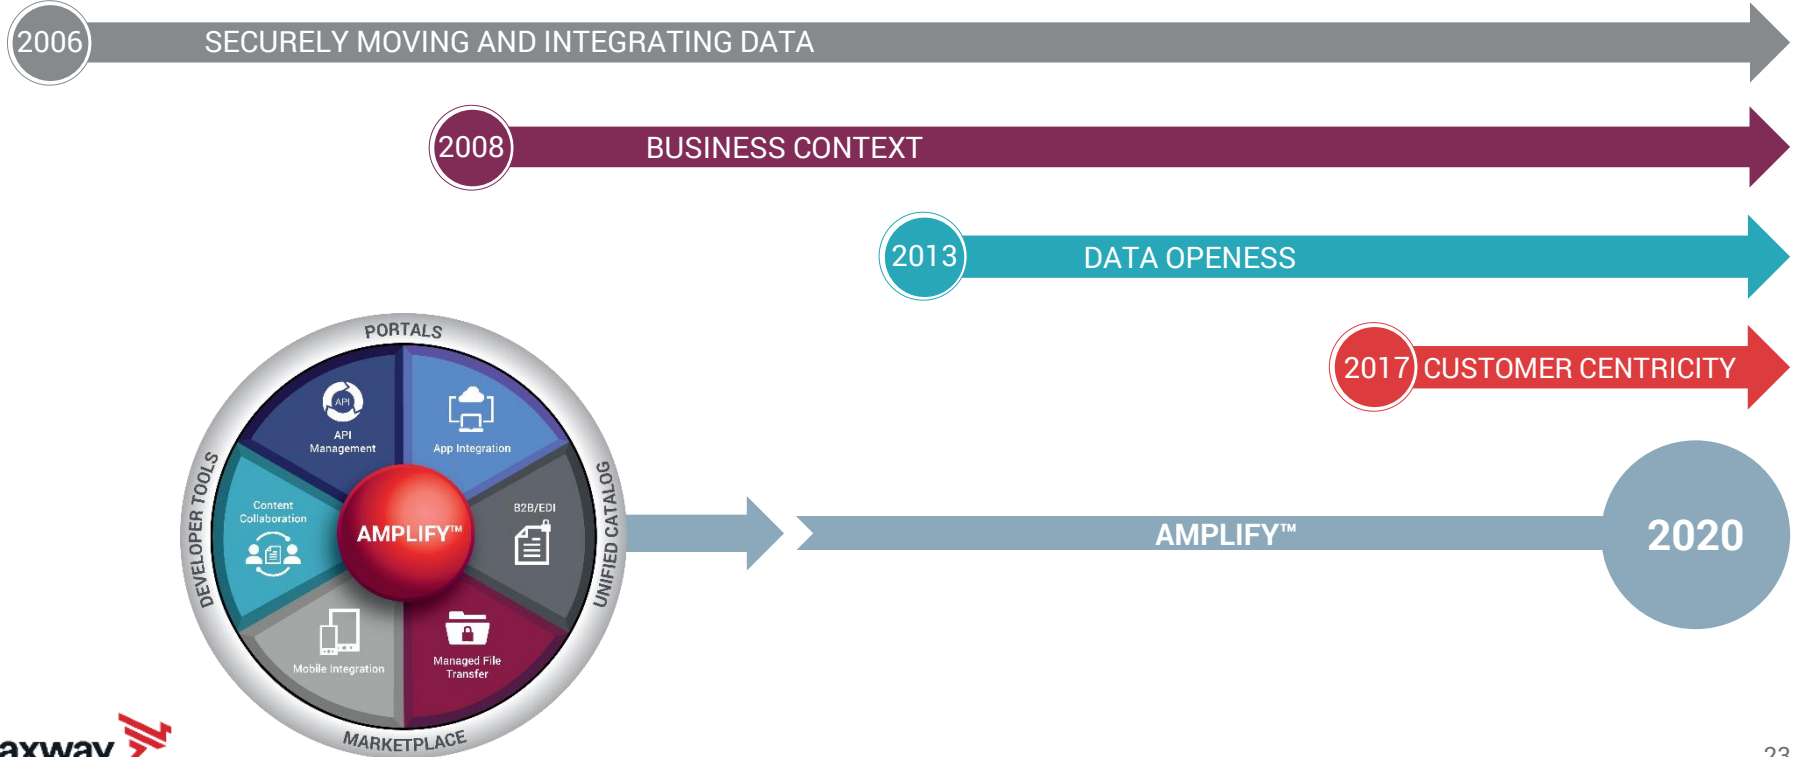 2006 SECURELY MOVING AND INTEGRATING DATA
2008 BUSINESS CONTEXT
2013 DATA OPENESS
2017 CUSTOMER CENTRICITY
PORTALS
API
API
Management
App Integration
DEVELOPER TOOLS
Content
Collaboration
AMPLIFY™
B2B/EDI
UNIFIED CATALOG
Mobile Integration
Managed File
Transfer
MARKETPLACE
AMPLIFY™
2020
axway
23